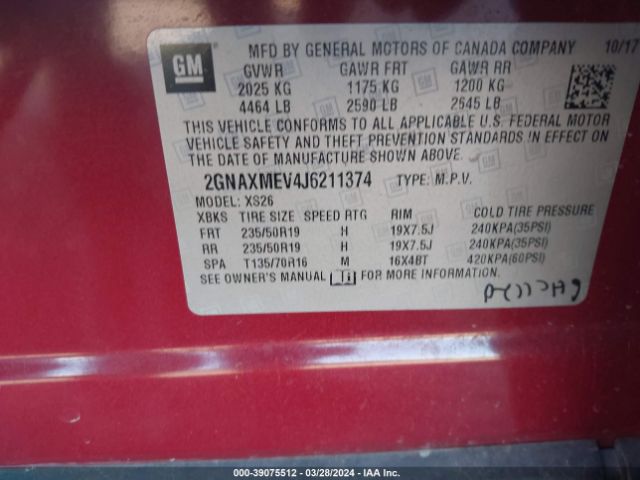 GM
MFD BY GENERAL MOTORS OF CANADA COMPANY 10/17
GVWR GAWR FRT GAWR RR
2025 KG 1175 KG 1200 KG
4464 LB 2590 LB 2645 LB
THIS VEHICLE CONFORMS TO ALL APPLICABLE U.S. FEDERAL MOTOR
VEHICLE SAFETY AND THEFT PREVENTION STANDARDS IN EFFECT ON
THE DATE OF MANUFACTURE SHOWN ABOVE.
2GNAXMEV4J6211374 TYPE: M.P.V.
MODEL: XS26
XBKS TIRE SIZE SPEED RTG RIM COLD TIRE PRESSURE
FRT 235/50R19 H 19X7.5J 240KPA(35PSI)
RR 235/50R19 H 19X7.5J 240KPA(35PSI)
SPA T135/70R16 M 16X4BT 420KPA(60PSI)
SEE OWNER'S MANUAL FOR MORE INFORMATION.
000-39075512 — 03/28/2024 — IAA Inc.